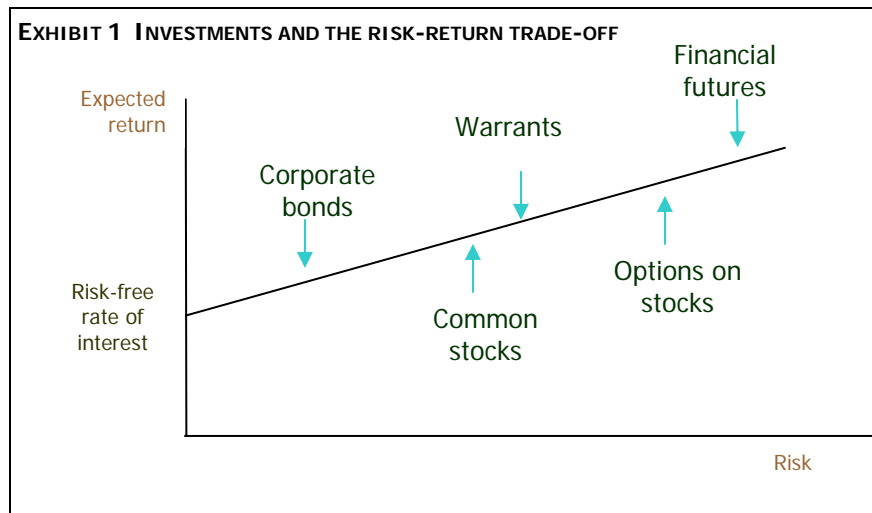 EXHIBIT 1 INVESTMENTS AND THE RISK-RETURN TRADE-OFF
Financial
futures
Expected
return
Warrants
Corporate
bonds
Options on
stocks
Risk-free
rate of
interest
Common
stocks
Risk